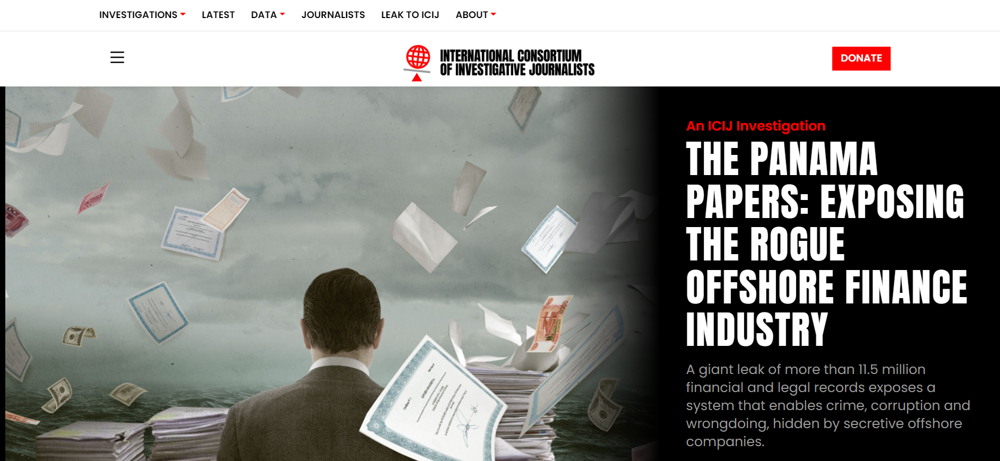 INVESTIGATIONS LATEST DATA JOURNALISTS LEAK TO ICIJ ABOUT
INTERNATIONAL CONSORTIUM
OF INVESTIGATIVE JOURNALISTS
DONATE
An ICIJ Investigation
THE PANAMA
PAPERS: EXPOSING
THE ROGUE
OFFSHORE FINANCE
INDUSTRY
A giant leak of more than 11.5 million
financial and legal records exposes a
system that enables crime, corruption and
wrongdoing, hidden by secretive offshore
companies.